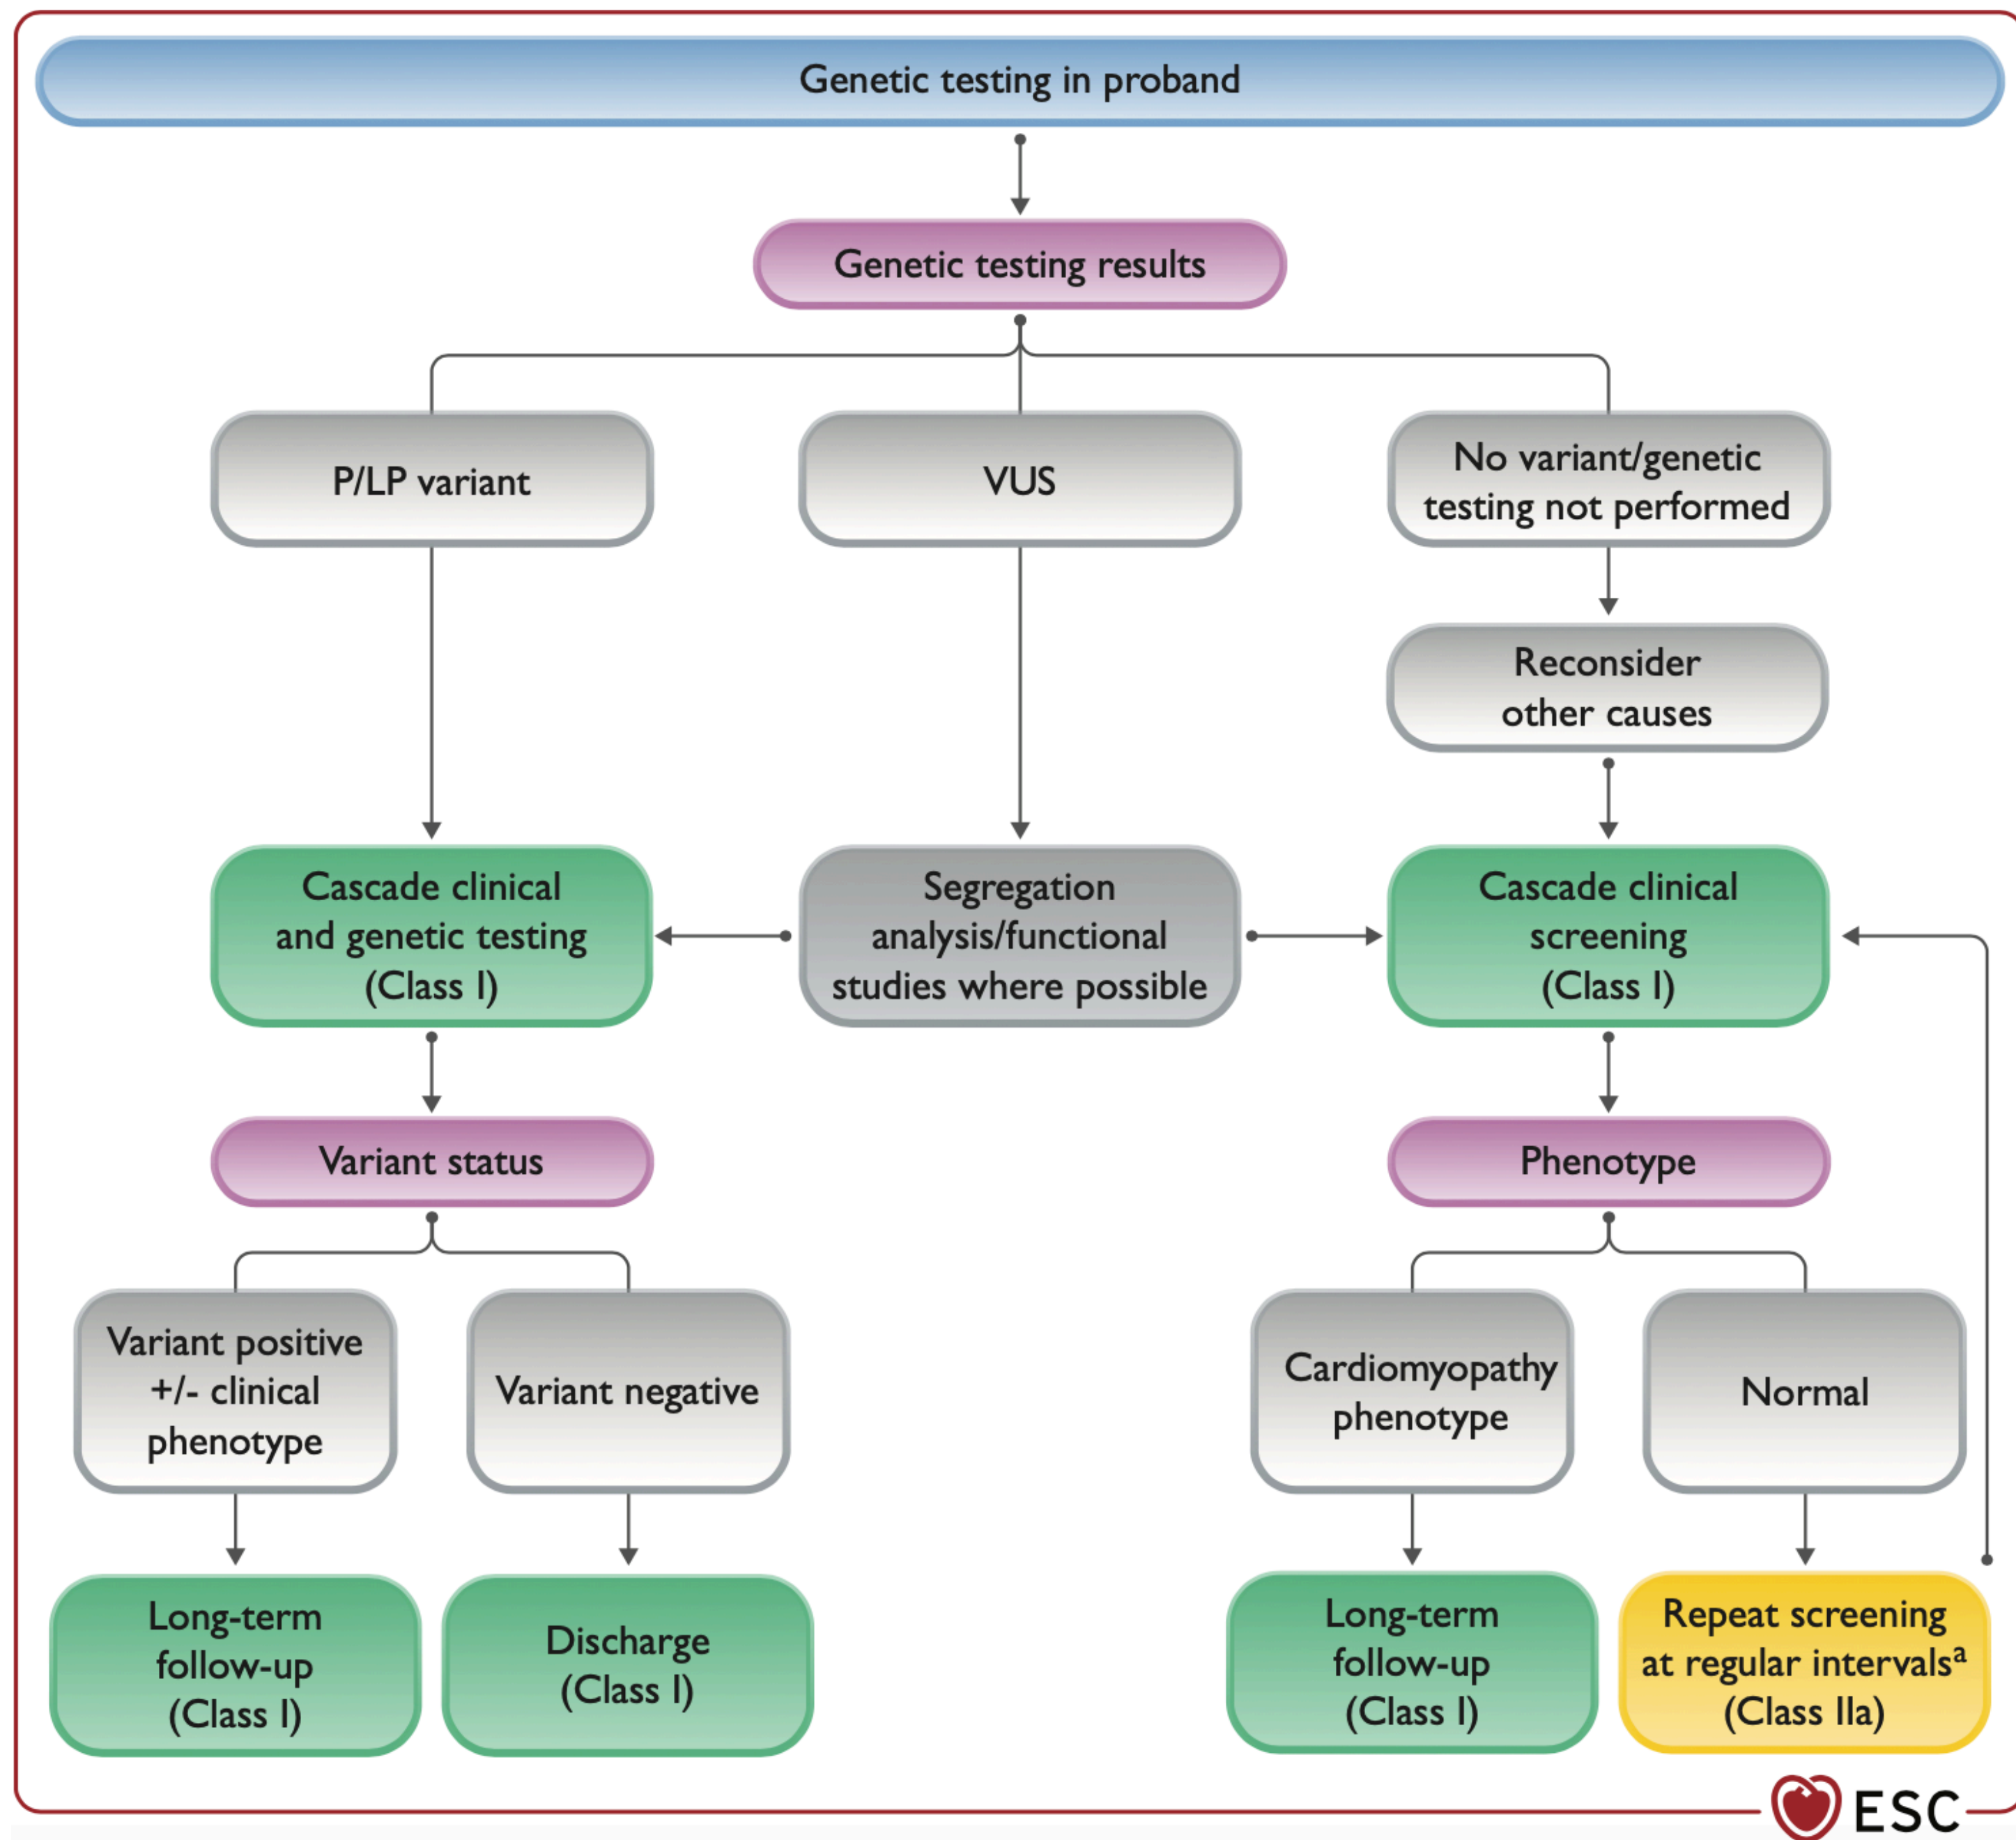 Genetic testing in proband
Genetic testing results
P/LP variant
VUS
No variant/genetic
testing not performed
Reconsider
other causes
Cascade clinical
and genetic testing
(Class I)
Segregation
analysis/functional
studies where possible
Cascade clinical
screening
(Class I)
Variant status
Phenotype
Variant positive
+/- clinical
phenotype
Variant negative
Cardiomyopathy
phenotype
Normal
Long-term
follow-up
(Class I)
Discharge
(Class I)
Long-term
follow-up
(Class I)
Repeat screening
at regular intervalsᵃ
(Class IIa)
ESC